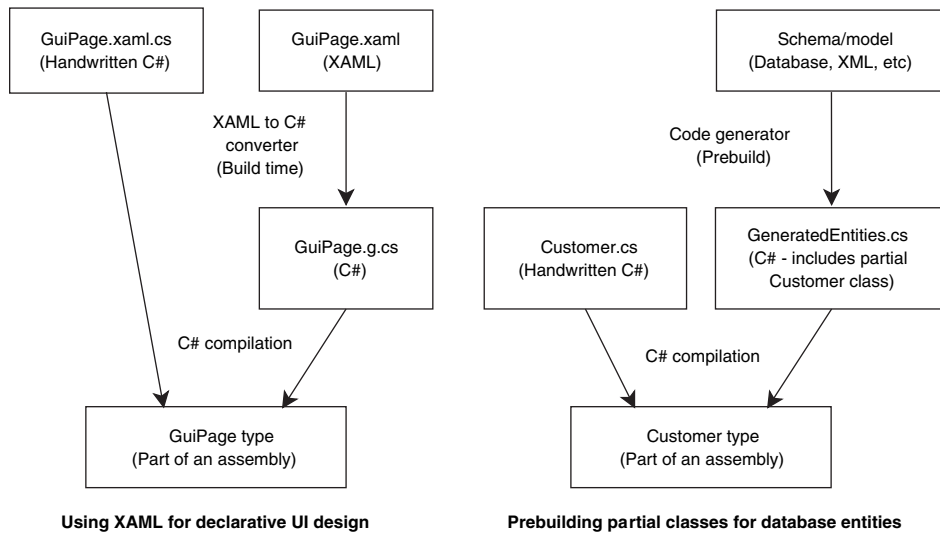 GuiPage.xaml.cs
(Handwritten C#)
GuiPage.xaml
(XAML)
XAML to C#
converter
(Build time)
GuiPage.g.cs
(C#)
C# compilation
GuiPage type
(Part of an assembly)
Using XAML for declarative UI design
Schema/model
(Database, XML, etc)
Code generator
(Prebuild)
Customer.cs
(Handwritten C#)
GeneratedEntities.cs
(C# - includes partial
Customer class)
C# compilation
Customer type
(Part of an assembly)
Prebuilding partial classes for database entities